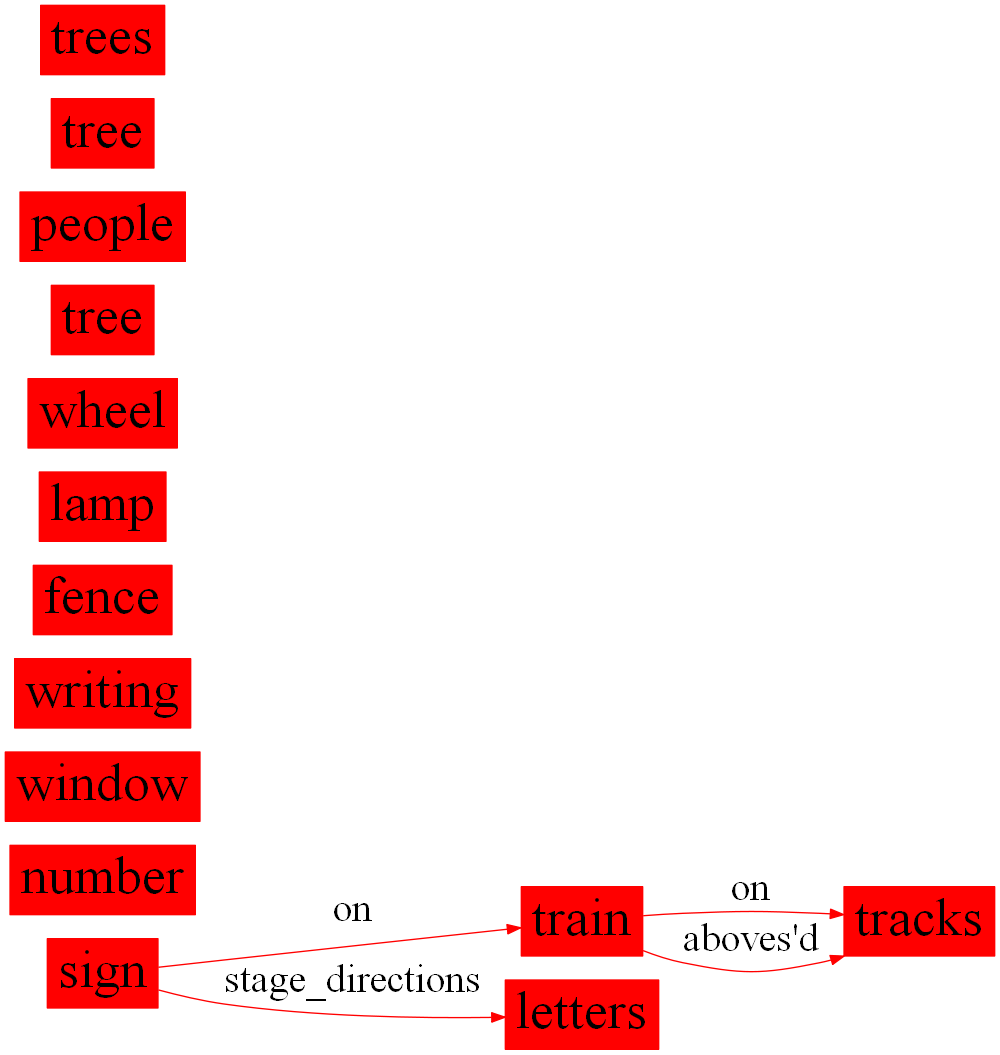 trees
tree
people
tree
wheel
lamp
fence
writing
window
number
sign
on
stage_directions
train
letters
on
aboves'd
tracks